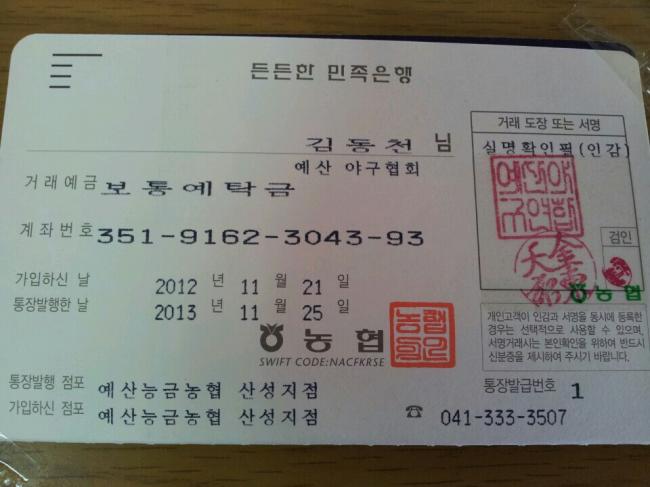 든든한 민족은행
김동천 님
예산 야구협회
거래예금 보통예탁금
계좌번호 351-9162-3043-93
가입하신 날 2012 년 11 월 21 일
통장발행한 날 2013 년 11 월 25 일
농협
농협
SWIFT CODE:NACFKRSE
통장발행 점포 예산능금농협 산성지점
가입하신 점포 예산능금농협 산성지점
☎ 041-333-3507
거래 도장 또는 서명
실명확인필(인감)
검인
농협
개인고객이 인감과 서명을 동시에 등록한
경우는 선택적으로 사용할 수 있으며,
서명거래시는 본인확인을 위하여 반드시
신분증을 제시하여 주시기 바랍니다.
통장발급번호 1